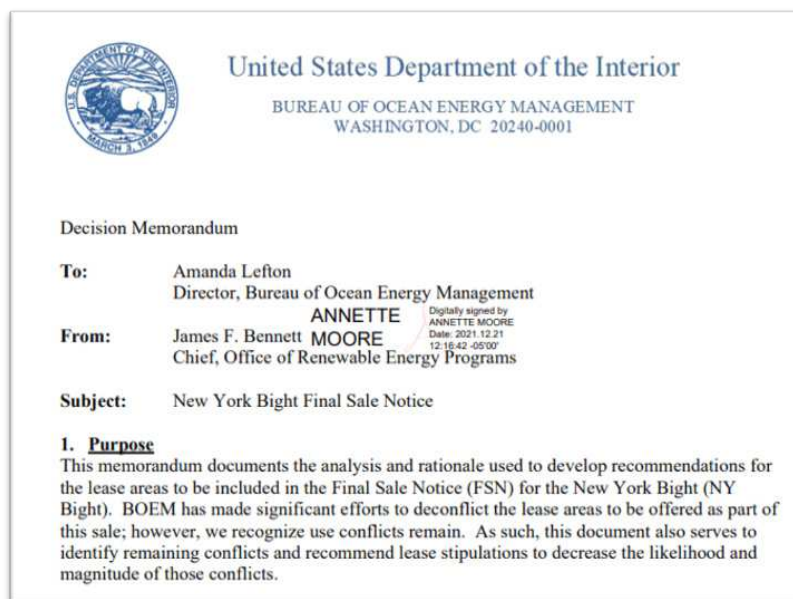 U.S. DEPARTMENT OF THE INTERIOR
MARCH 3, 1849
United States Department of the Interior
BUREAU OF OCEAN ENERGY MANAGEMENT
WASHINGTON, DC 20240-0001
Decision Memorandum
To: Amanda Lefton
Director, Bureau of Ocean Energy Management
From: James F. Bennett
ANNETTE
MOORE
Digitally signed by
ANNETTE MOORE
Date: 2021.12.21
12:16:42 -05'00'
Chief, Office of Renewable Energy Programs
Subject: New York Bight Final Sale Notice
1. Purpose
This memorandum documents the analysis and rationale used to develop recommendations for
the lease areas to be included in the Final Sale Notice (FSN) for the New York Bight (NY
Bight). BOEM has made significant efforts to deconflict the lease areas to be offered as part of
this sale; however, we recognize use conflicts remain. As such, this document also serves to
identify remaining conflicts and recommend lease stipulations to decrease the likelihood and
magnitude of those conflicts.